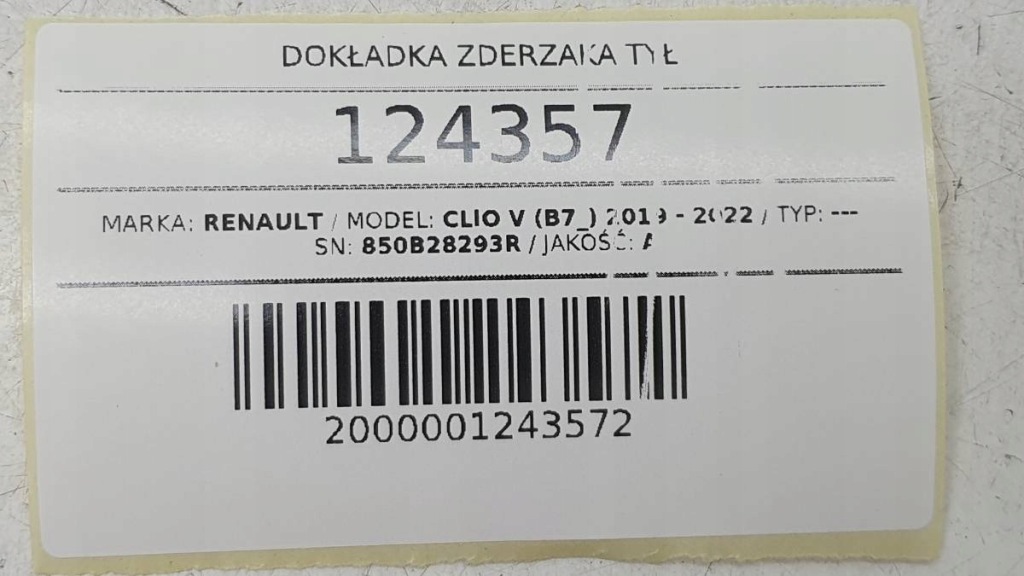 DOKŁADKA ZDERZAKA TYŁ
124357
MARKA: RENAULT / MODEL: CLIO V (B7_) 2019 - 2022 / TYP: ---
SN: 850B28293R / JAKOŚĆ: A
2000001243572